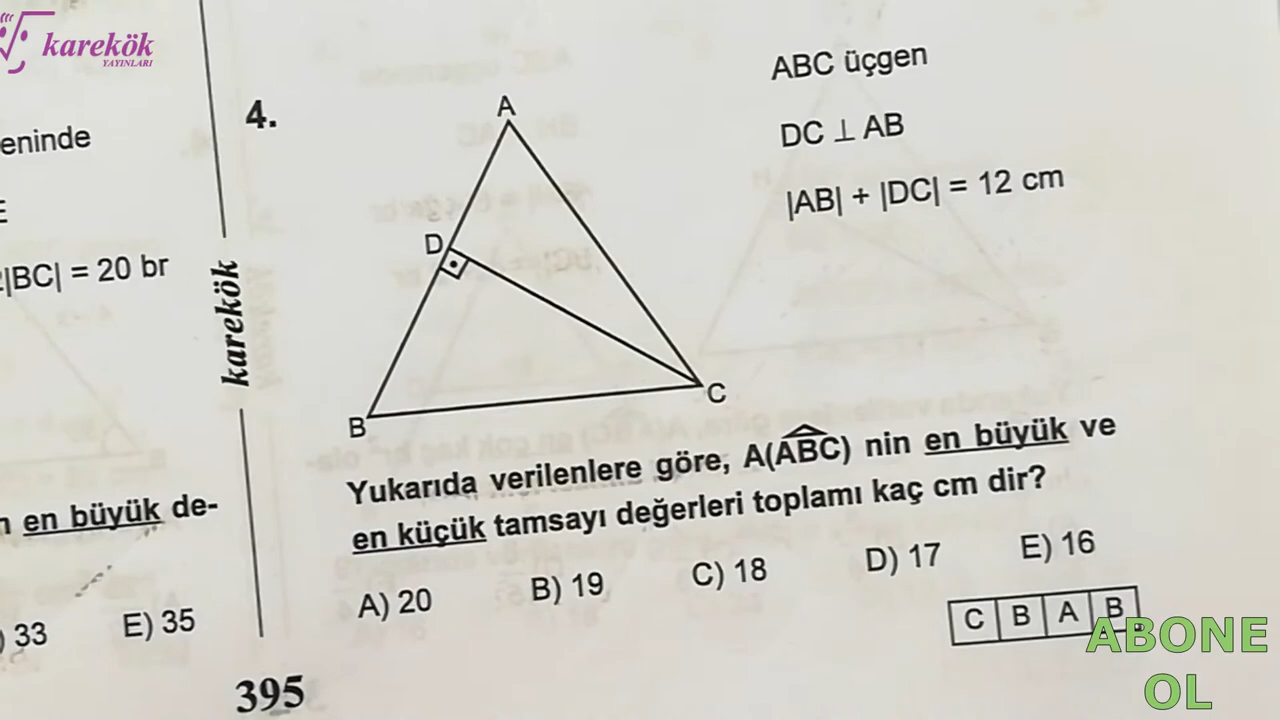 karekök
YAYINLARI
eninde
E
|BC| = 20 br
en büyük de-
33
E) 35
karekök
395
4.
A
D
B
C
ABC üçgen
DC ⊥ AB
|AB| + |DC| = 12 cm
Yukarıda verilenlere göre, A(ABC) nin en büyük ve
en küçük tamsayı değerleri toplamı kaç cm dir?
A) 20
B) 19
C) 18
D) 17
E) 16
C B A B
ABONE
OL